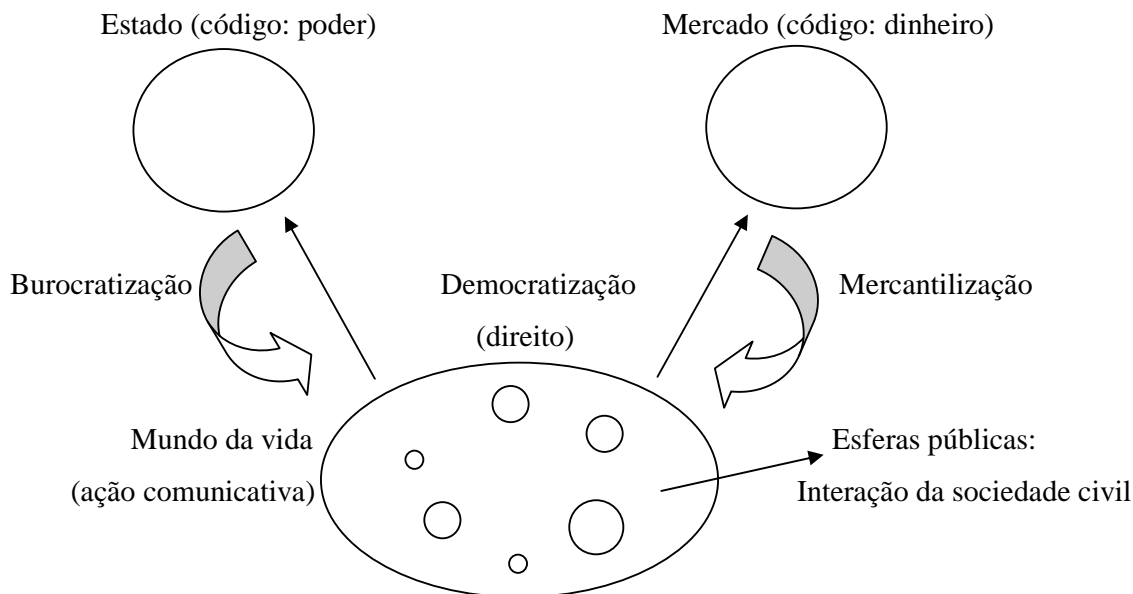 Estado (código: poder)
Mercado (código: dinheiro)
Burocratização
Democratização
(direito)
Mercantilização
Mundo da vida
(ação comunicativa)
Esferas públicas:
Interação da sociedade civil